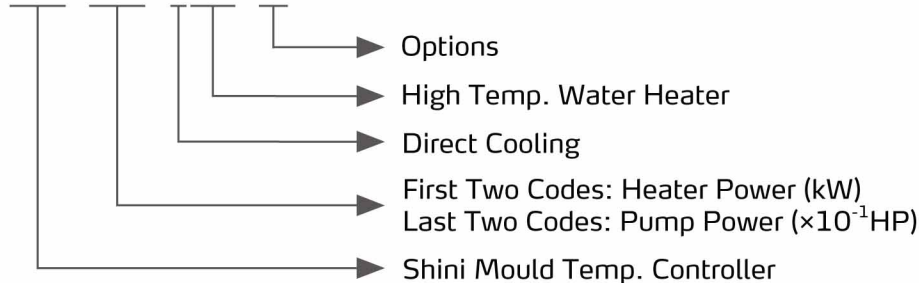 Options
High Temp. Water Heater
Direct Cooling
First Two Codes: Heater Power (kW)
Last Two Codes: Pump Power (×10⁻¹HP)
Shini Mould Temp. Controller